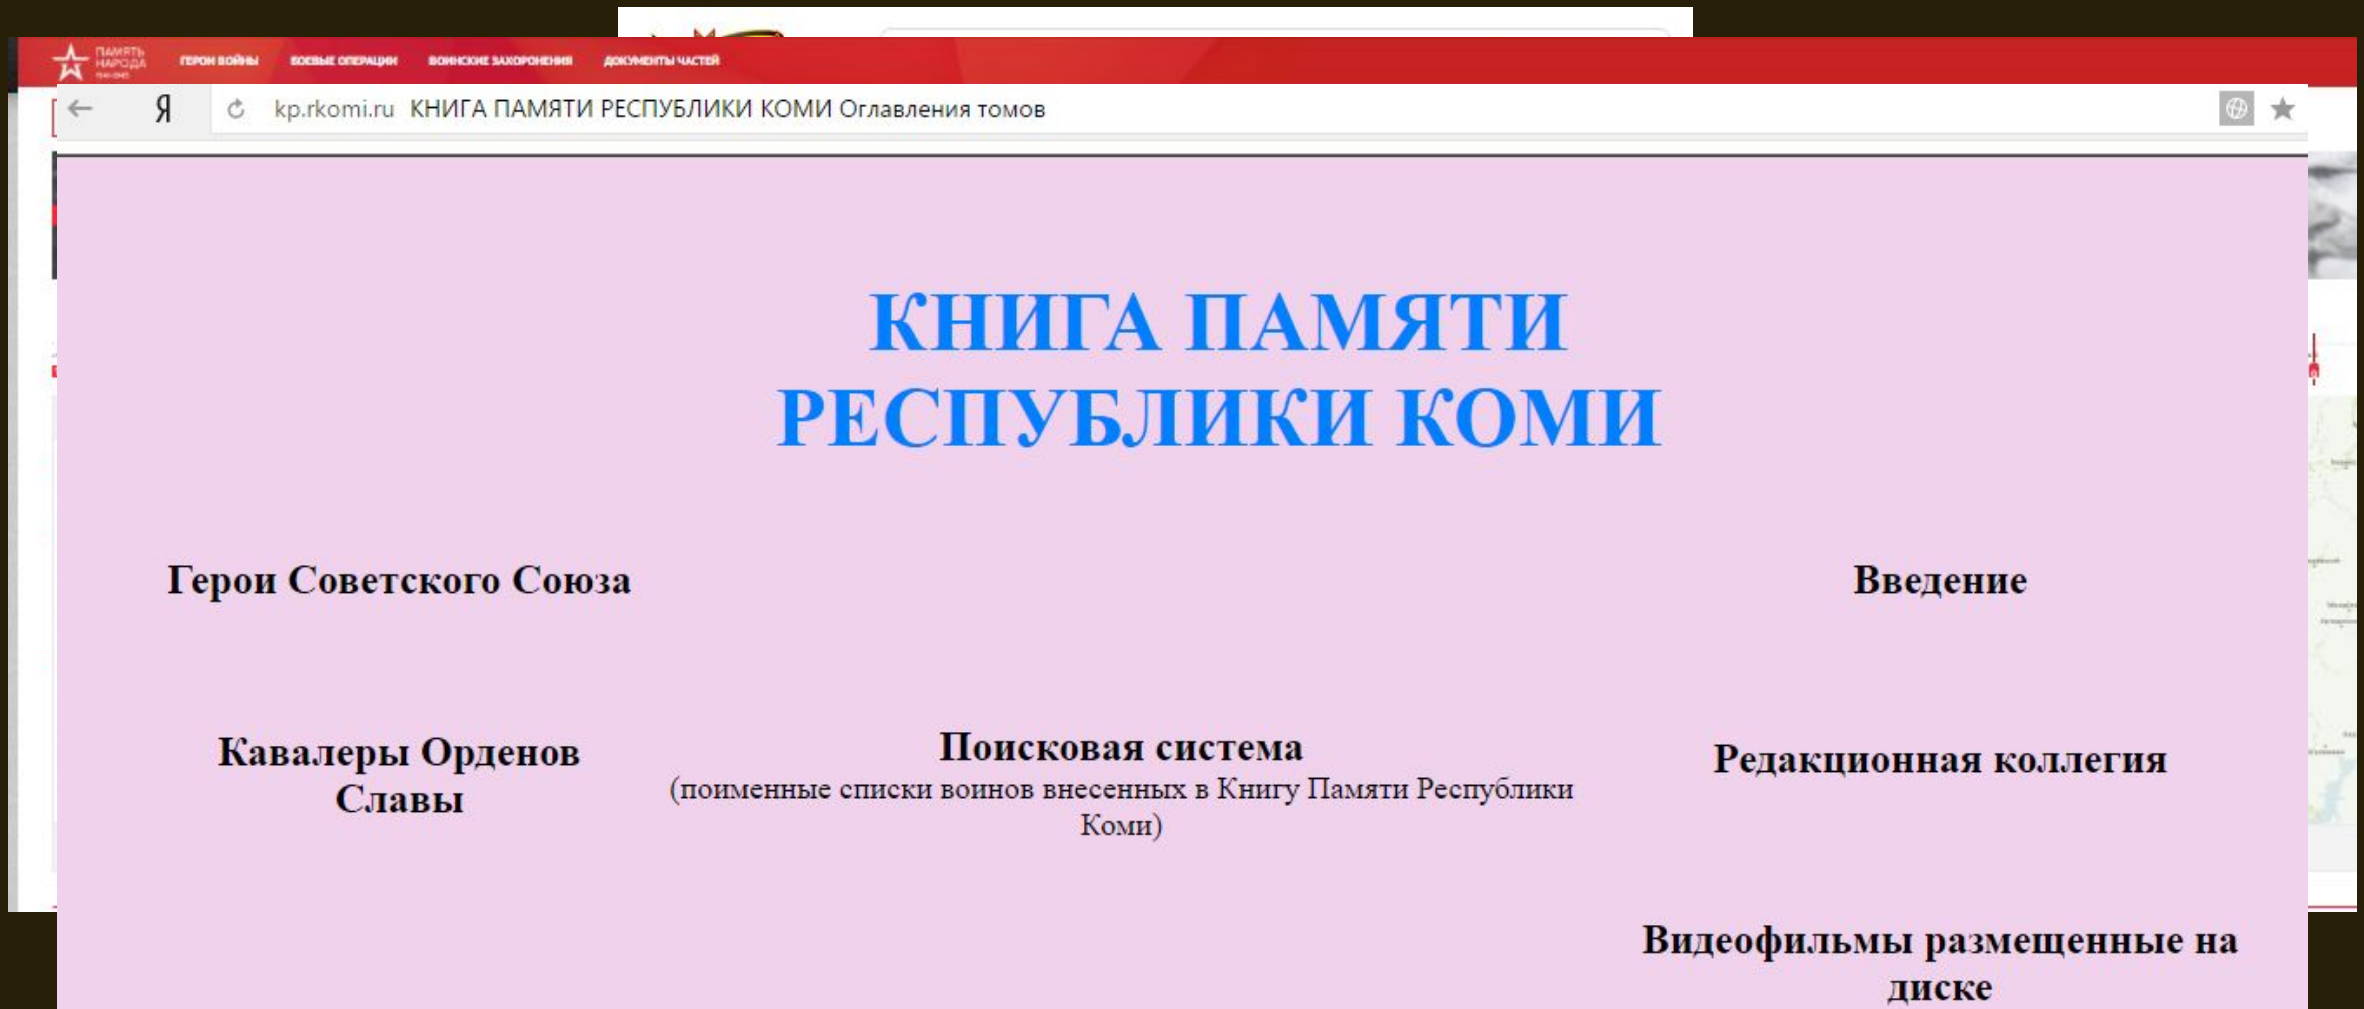 ПАМЯТЬ
НАРОДА
ГЕРОИ ВОЙНЫ БОЕВЫЕ ОПЕРАЦИИ ВОИНСКИЕ ЗАХОРОНЕНИЯ ДОКУМЕНТЫ ЧАСТЕЙ
Я kp.rkomi.ru КНИГА ПАМЯТИ РЕСПУБЛИКИ КОМИ Оглавления томов
КНИГА ПАМЯТИ
РЕСПУБЛИКИ КОМИ
Герои Советского Союза
Введение
Кавалеры Орденов
Славы
Поисковая система
(поименные списки воинов внесенных в Книгу Памяти Республики
Коми)
Редакционная коллегия
Видеофильмы размещенные на
диске